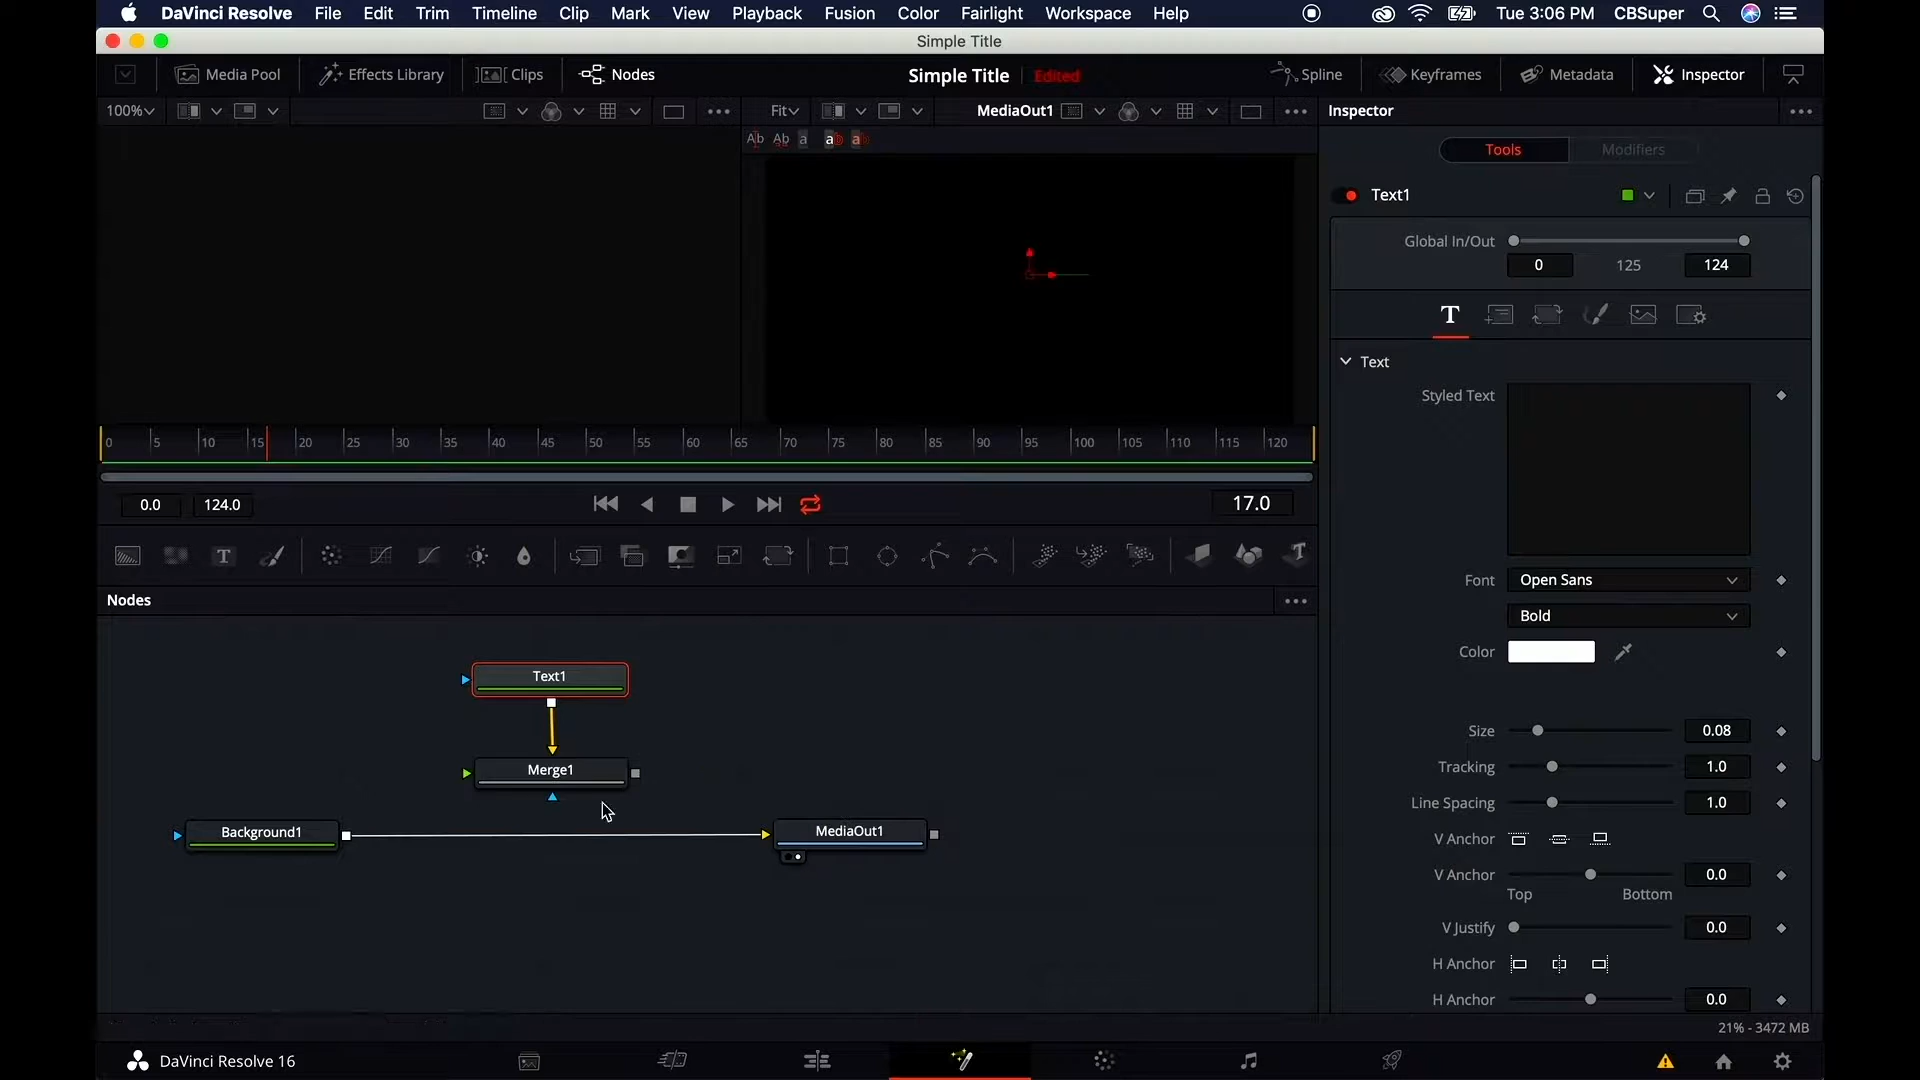 DaVinci Resolve File Edit Trim Timeline Clip Mark View Playback Fusion Color Fairlight Workspace Help Tue 3:06 PM CBSuper
Simple Title
Media Pool Effects Library Clips Nodes Simple Title Edited Spline Keyframes Metadata Inspector
100% Fit MediaOut1 Inspector
Ab Ab a ab ab
Tools Modifiers
Text1
Global In/Out
0 125 124
T
Text
Styled Text
0 5 10 15 20 25 30 35 40 45 50 55 60 65 70 75 80 85 90 95 100 105 110 115 120
0.0 124.0 17.0
T T
Font Open Sans
Bold
Color
Size 0.08
Tracking 1.0
Line Spacing 1.0
V Anchor
V Anchor 0.0
Top Bottom
V Justify 0.0
H Anchor
H Anchor 0.0
Nodes
Text1
Merge1
Background1 MediaOut1
21% - 3472 MB
DaVinci Resolve 16